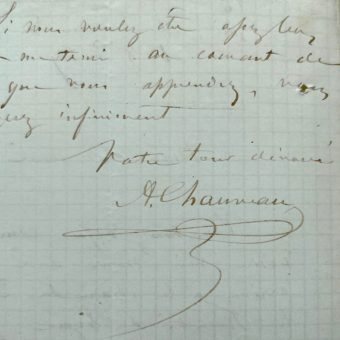 Si vous voulez être assez bon
me tenir au courant de
que vous apprendrez, vous
infiniment
Votre tout dévoué
A. Chauveau